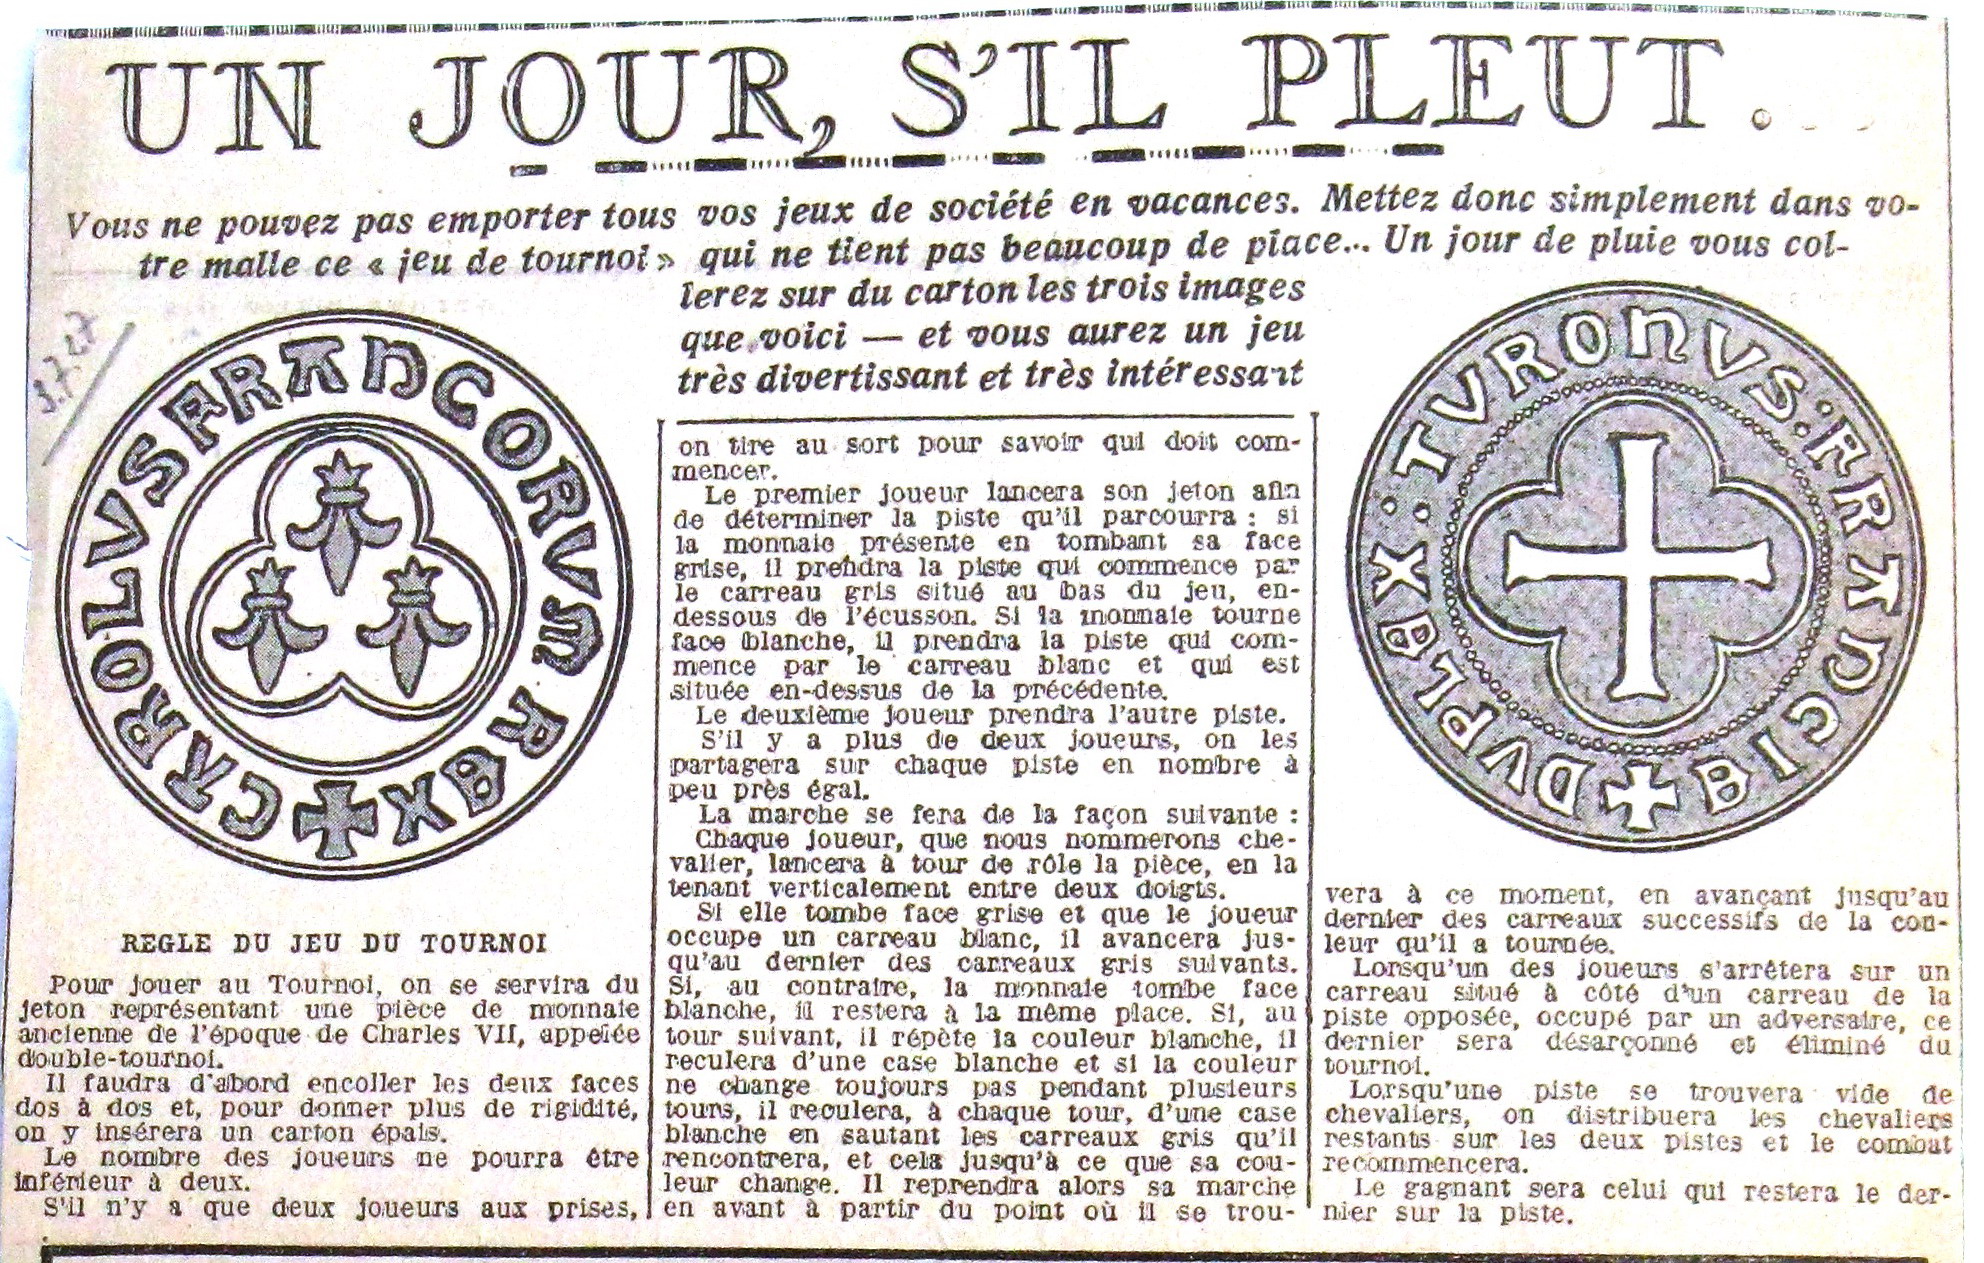 UN JOUR, S'IL PLEUT...
Vous ne pouvez pas emporter tous vos jeux de société en vacances. Mettez donc simplement dans vo-
tre malle ce « jeu de tournoi » qui ne tient pas beaucoup de place... Un jour de pluie vous col-
lerez sur du carton les trois images
que voici — et vous aurez un jeu
très divertissant et très intéressant
3.7.27
CAROLVS FRANCORVM REX
REGLE DU JEU DU TOURNOI
Pour jouer au Tournoi, on se servira du
jeton représentant une pièce de monnaie
ancienne de l'époque de Charles VII, appelée
double-tournoi.
Il faudra d'abord encoller les deux faces
dos à dos et, pour donner plus de rigidité,
on y insérera un carton épais.
Le nombre des joueurs ne pourra être
inférieur à deux.
S'il n'y a que deux joueurs aux prises,
on tire au sort pour savoir qui doit com-
mencer.
Le premier joueur lancera son jeton afin
de déterminer la piste qu'il parcourra : si
la monnaie présente en tombant sa face
grise, il prendra la piste qui commence par
le carreau gris situé au bas du jeu, en-
dessous de l'écusson. Si la monnaie tourne
face blanche, il prendra la piste qui com-
mence par le carreau blanc et qui est
située en-dessus de la précédente.
Le deuxième joueur prendra l'autre piste.
S'il y a plus de deux joueurs, on les
partagera sur chaque piste en nombre à
peu près égal.
La marche se fera de la façon suivante :
Chaque joueur, que nous nommerons che-
valier, lancera à tour de rôle la pièce, en la
tenant verticalement entre deux doigts.
Si elle tombe face grise et que le joueur
occupe un carreau blanc, il avancera jus-
qu'au dernier des carreaux gris suivants.
Si, au contraire, la monnaie tombe face
blanche, il restera à la même place. Si, au
tour suivant, il répète la couleur blanche, il
reculera d'une case blanche et si la couleur
ne change toujours pas pendant plusieurs
tours, il reculera, à chaque tour, d'une case
blanche en sautant les carreaux gris qu'il
rencontrera, et cela jusqu'à ce que sa cou-
leur change. Il reprendra alors sa marche
en avant à partir du point où il se trou-
DVPLEX : TVRONVS : FRANCIE
vera à ce moment, en avançant jusqu'au
dernier des carreaux successifs de la cou-
leur qu'il a tournée.
Lorsqu'un des joueurs s'arrêtera sur un
carreau situé à côté d'un carreau de la
piste opposée, occupé par un adversaire, ce
dernier sera désarçonné et éliminé du
tournoi.
Lorsqu'une piste se trouvera vide de
chevaliers, on distribuera les chevaliers
restants sur les deux pistes et le combat
recommencera.
Le gagnant sera celui qui restera le der-
nier sur la piste.